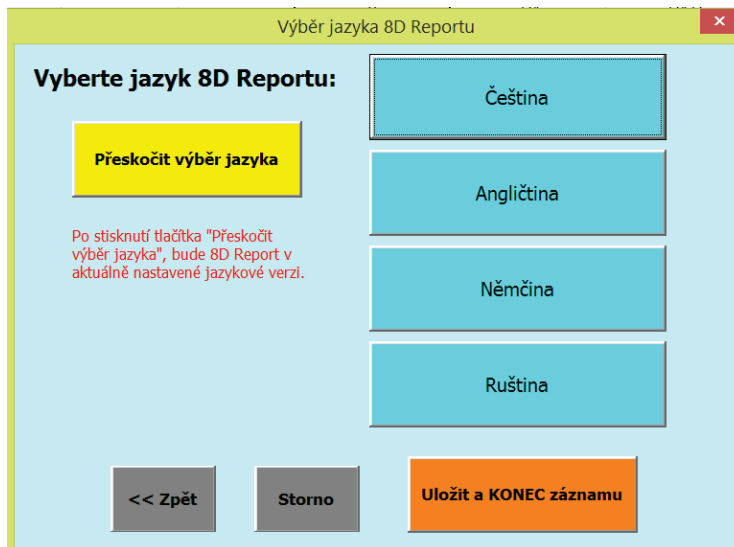 Výběr jazyka 8D Reportu
Vyberte jazyk 8D Reportu:
Čeština
Přeskočit výběr jazyka
Angličtina
Po stisknutí tlačítka "Přeskočit
výběr jazyka", bude 8D Report v
aktuálně nastavené jazykové verzi.
Němčina
Ruština
<< Zpět
Storno
Uložit a KONEC záznamu